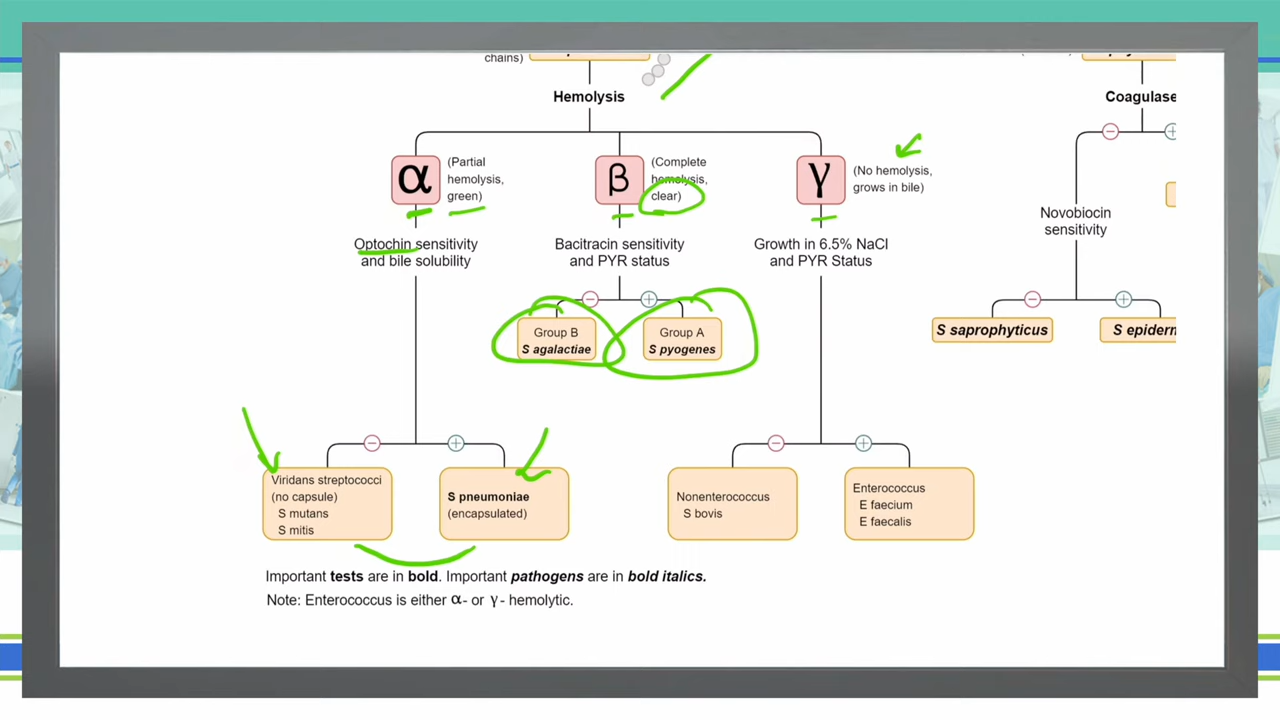 chains)
Hemolysis
Coagulase
α
(Partial
hemolysis,
green)
β
(Complete
hemolysis,
clear)
γ
(No hemolysis,
grows in bile)
Optochin sensitivity
and bile solubility
Bacitracin sensitivity
and PYR status
Growth in 6.5% NaCl
and PYR Status
Novobiocin
sensitivity
Group B
S agalactiae
Group A
S pyogenes
S saprophyticus
S epiderm
Viridans streptococci
(no capsule)
S mutans
S mitis
S pneumoniae
(encapsulated)
Nonenterococcus
S bovis
Enterococcus
E faecium
E faecalis
Important tests are in bold. Important pathogens are in bold italics.
Note: Enterococcus is either α- or γ- hemolytic.